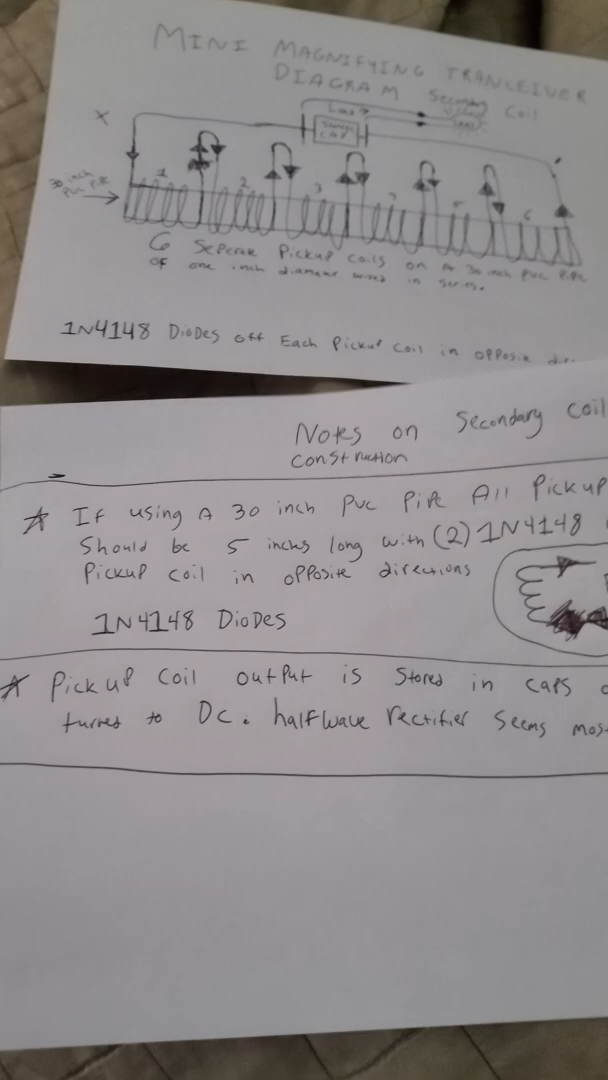 MINI MAGNIFYING TRANCEIVER
DIAGRAM Secondary Coil
Load
X
CAP
30 inch
PVC PIPE
1 2 3 5 6
6 Seperate Pickup coils on A 30 inch PVC PiPe
of one inch diameter wired in series.
1N4148 DioDes off Each Pickup Coil in opposite
Notes on Secondary Coil
Construction
If using A 30 inch PVC PiPe All Pickup
Should be 5 inches long with (2) 1N4148
Pickup coil in opposite directions
1N4148 DioDes
Pickup Coil output is Stored in caps
turned to DC. halfwave rectifier Seems